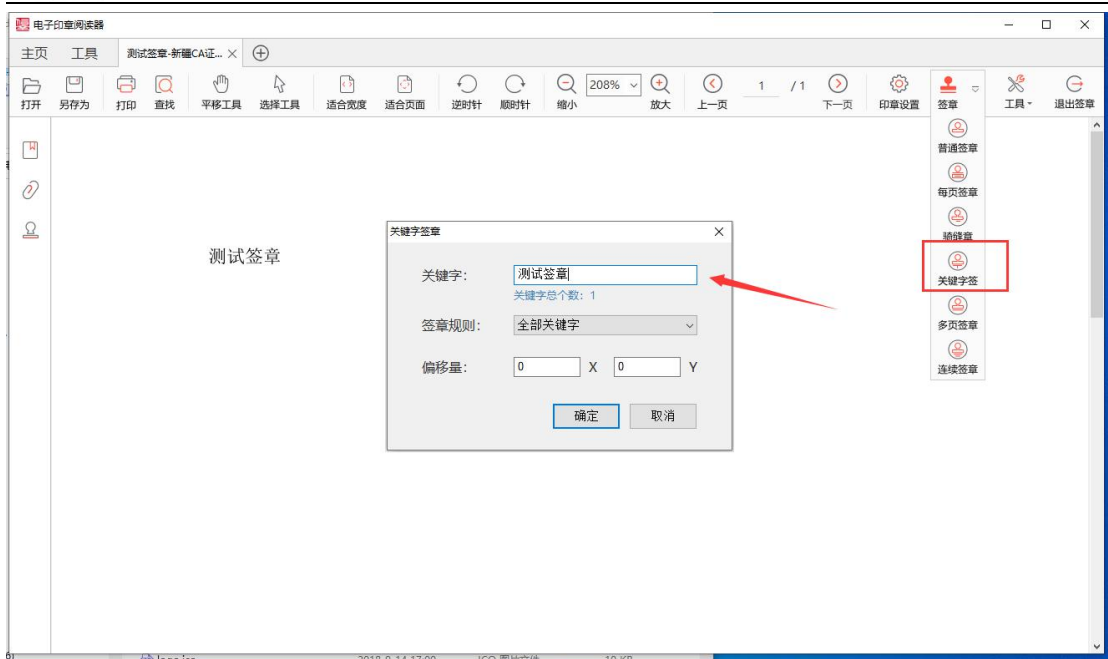 电子印章阅读器
主页 工具 测试签章-新疆CA证...
打开 另存为 打印 查找 平移工具 选择工具 适合宽度 适合页面 逆时针 顺时针 缩小 208% 放大 上一页 1 / 1 下一页 印章设置 签章 工具 退出签章
普通签章
每页签章
骑缝章
关键字签
多页签章
连续签章
测试签章
关键字签章
关键字： 测试签章
关键字总个数：1
签章规则： 全部关键字
偏移量： 0 X 0 Y
确定 取消